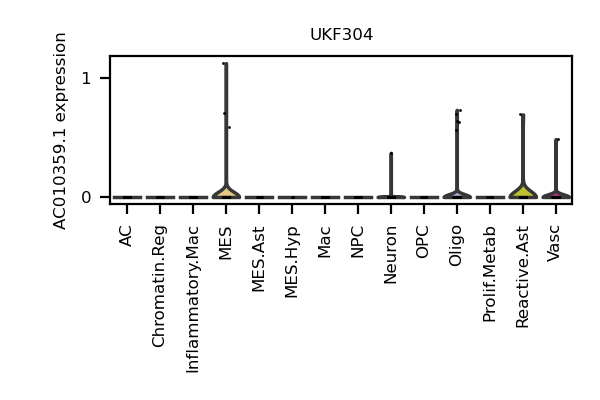 UKF304
AC010359.1 expression
1
0
AC
Chromatin.Reg
Inflammatory.Mac
MES
MES.Ast
MES.Hyp
Mac
NPC
Neuron
OPC
Oligo
Prolif.Metab
Reactive.Ast
Vasc